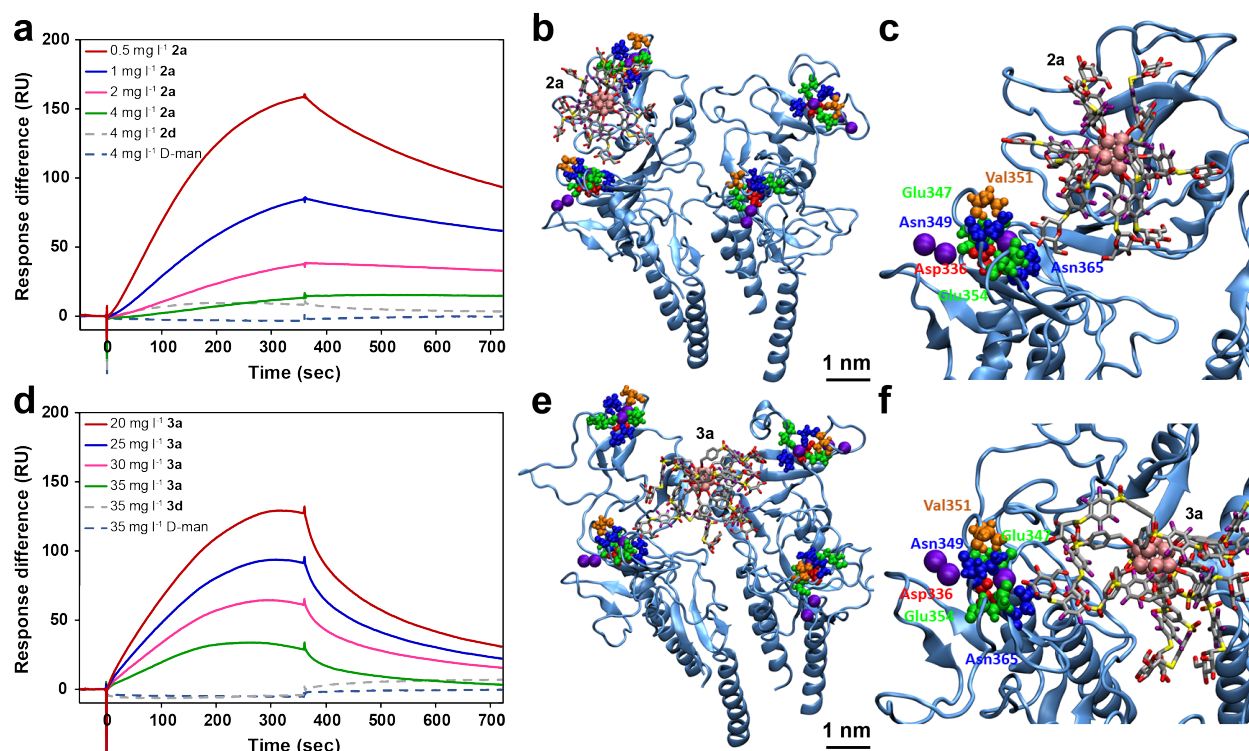 a
200
150
100
50
0
Response difference (RU)
0.5 mg l⁻¹ 2a
1 mg l⁻¹ 2a
2 mg l⁻¹ 2a
4 mg l⁻¹ 2a
4 mg l⁻¹ 2d
4 mg l⁻¹ D-man
0 100 200 300 400 500 600 700
Time (sec)
b
2a
1 nm
c
2a
Val351
Glu347
Asn349
Asp336
Asn365
Glu354
d
200
150
100
50
0
Response difference (RU)
20 mg l⁻¹ 3a
25 mg l⁻¹ 3a
30 mg l⁻¹ 3a
35 mg l⁻¹ 3a
35 mg l⁻¹ 3d
35 mg l⁻¹ D-man
0 100 200 300 400 500 600 700
Time (sec)
e
3a
1 nm
f
3a
Val351
Asn349
Glu347
Asp336
Glu354
Asn365